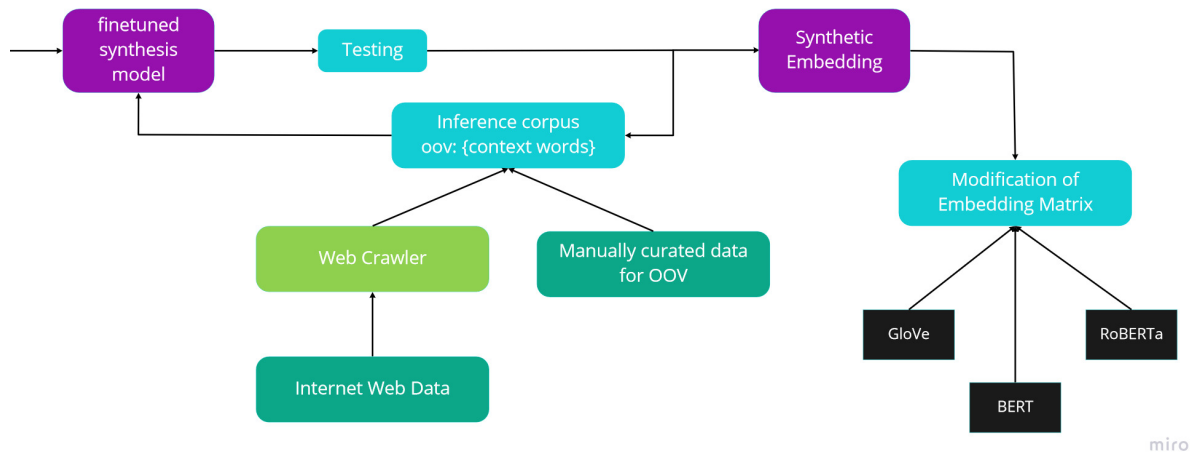 finetuned
synthesis
model
Testing
Synthetic
Embedding
Inference corpus
oov: {context words}
Modification of
Embedding Matrix
Web Crawler
Manually curated data
for OOV
GloVe
RoBERTa
Internet Web Data
BERT
miro